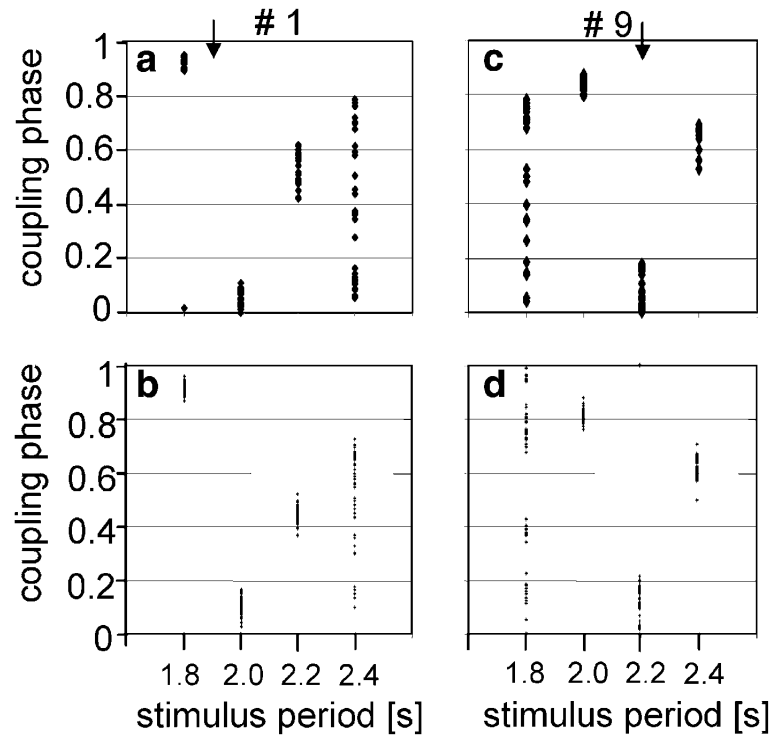 # 1
# 9
a
c
coupling phase
1
0.8
0.6
0.4
0.2
0
b
d
coupling phase
1
0.8
0.6
0.4
0.2
0
1.8 2.0 2.2 2.4
1.8 2.0 2.2 2.4
stimulus period [s]
stimulus period [s]